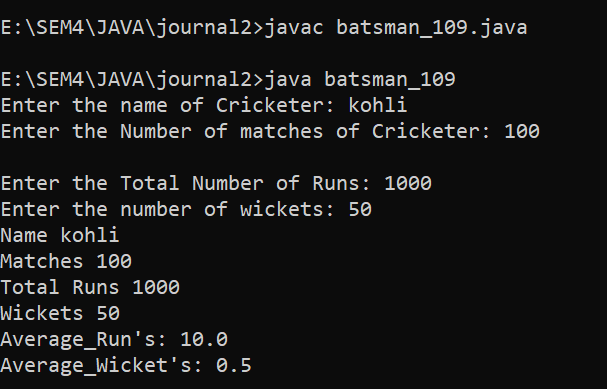 E:\SEM4\JAVA\journal2>javac batsman_109.java
E:\SEM4\JAVA\journal2>java batsman_109
Enter the name of Cricketer: kohli
Enter the Number of matches of Cricketer: 100
Enter the Total Number of Runs: 1000
Enter the number of wickets: 50
Name kohli
Matches 100
Total Runs 1000
Wickets 50
Average_Run's: 10.0
Average_Wicket's: 0.5